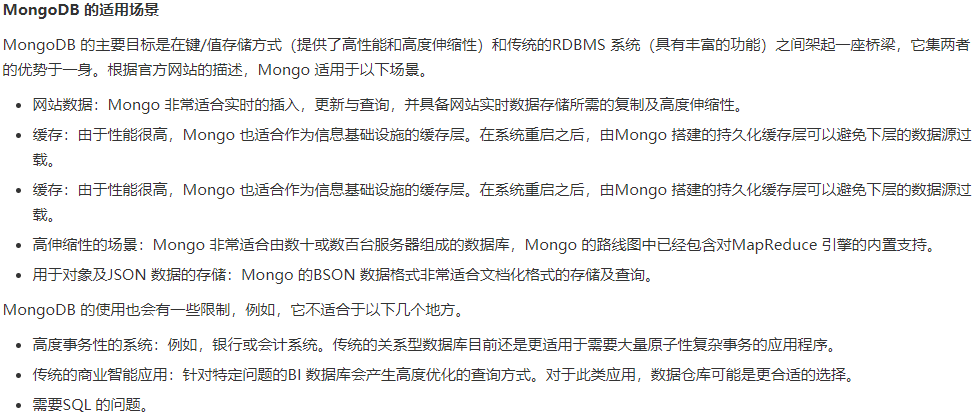 MongoDB 的适用场景
MongoDB 的主要目标是在键/值存储方式（提供了高性能和高度伸缩性）和传统的RDBMS 系统（具有丰富的功能）之间架起一座桥梁，它集两者
的优势于一身。根据官方网站的描述，Mongo 适用于以下场景。
• 网站数据：Mongo 非常适合实时的插入，更新与查询，并具备网站实时数据存储所需的复制及高度伸缩性。
• 缓存：由于性能很高，Mongo 也适合作为信息基础设施的缓存层。在系统重启之后，由Mongo 搭建的持久化缓存层可以避免下层的数据源过
载。
• 缓存：由于性能很高，Mongo 也适合作为信息基础设施的缓存层。在系统重启之后，由Mongo 搭建的持久化缓存层可以避免下层的数据源过
载。
• 高伸缩性的场景：Mongo 非常适合由数十或数百台服务器组成的数据库，Mongo 的路线图中已经包含对MapReduce 引擎的内置支持。
• 用于对象及JSON 数据的存储：Mongo 的BSON 数据格式非常适合文档化格式的存储及查询。
MongoDB 的使用也会有一些限制，例如，它不适合于以下几个地方。
• 高度事务性的系统：例如，银行或会计系统。传统的关系型数据库目前还是更适用于需要大量原子性复杂事务的应用程序。
• 传统的商业智能应用：针对特定问题的BI 数据库会产生高度优化的查询方式。对于此类应用，数据仓库可能是更合适的选择。
• 需要SQL 的问题。